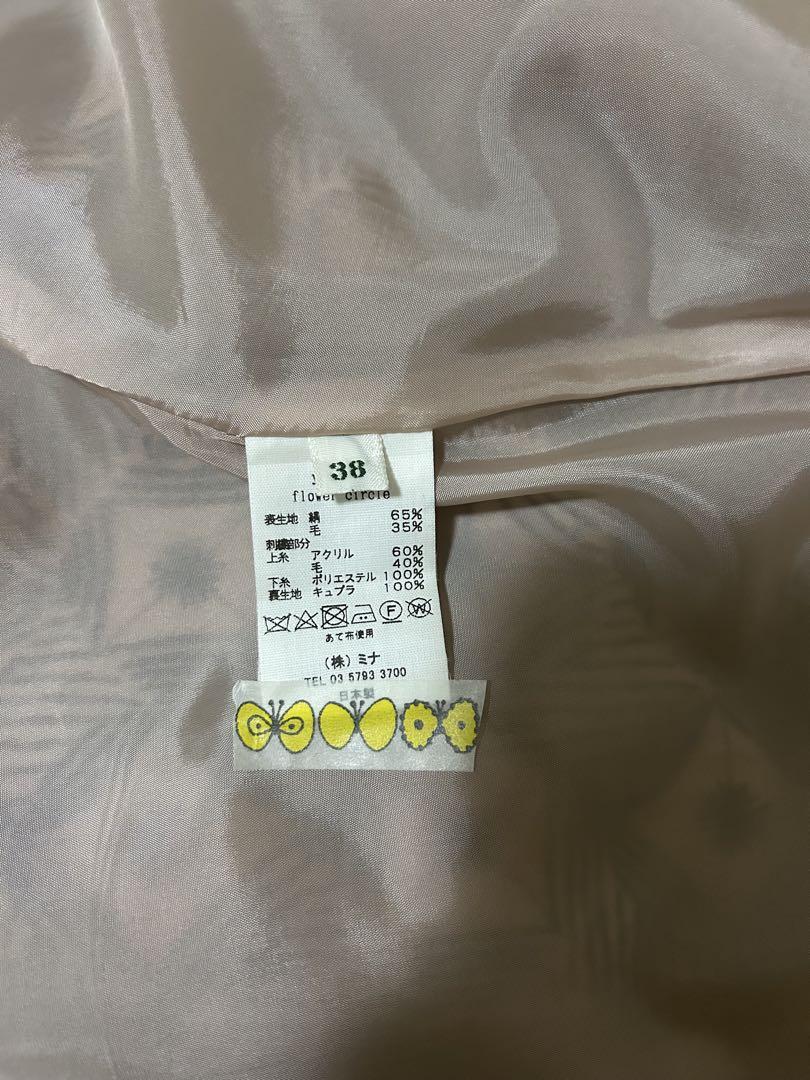 38
flower circle
表生地 絹 65%
毛 35%
刺繍部分
上糸 アクリル 60%
毛 40%
下糸 ポリエステル 100%
裏生地 キュプラ 100%
F W
あて布使用
(株)ミナ
TEL 03 5793 3700
日本製